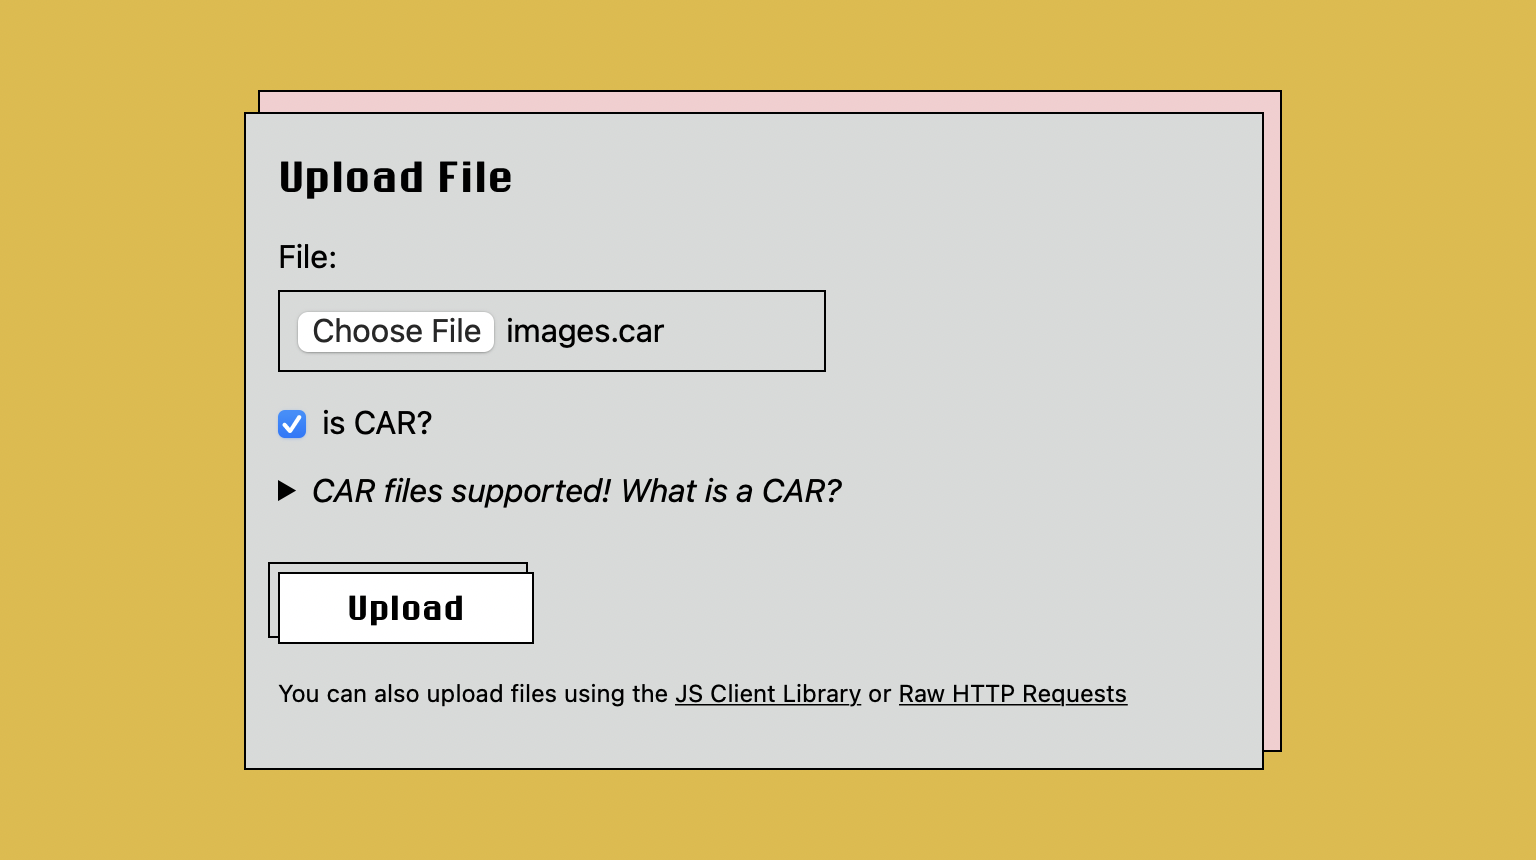 Upload File
File:
Choose File images.car
is CAR?
CAR files supported! What is a CAR?
Upload
You can also upload files using the JS Client Library or Raw HTTP Requests